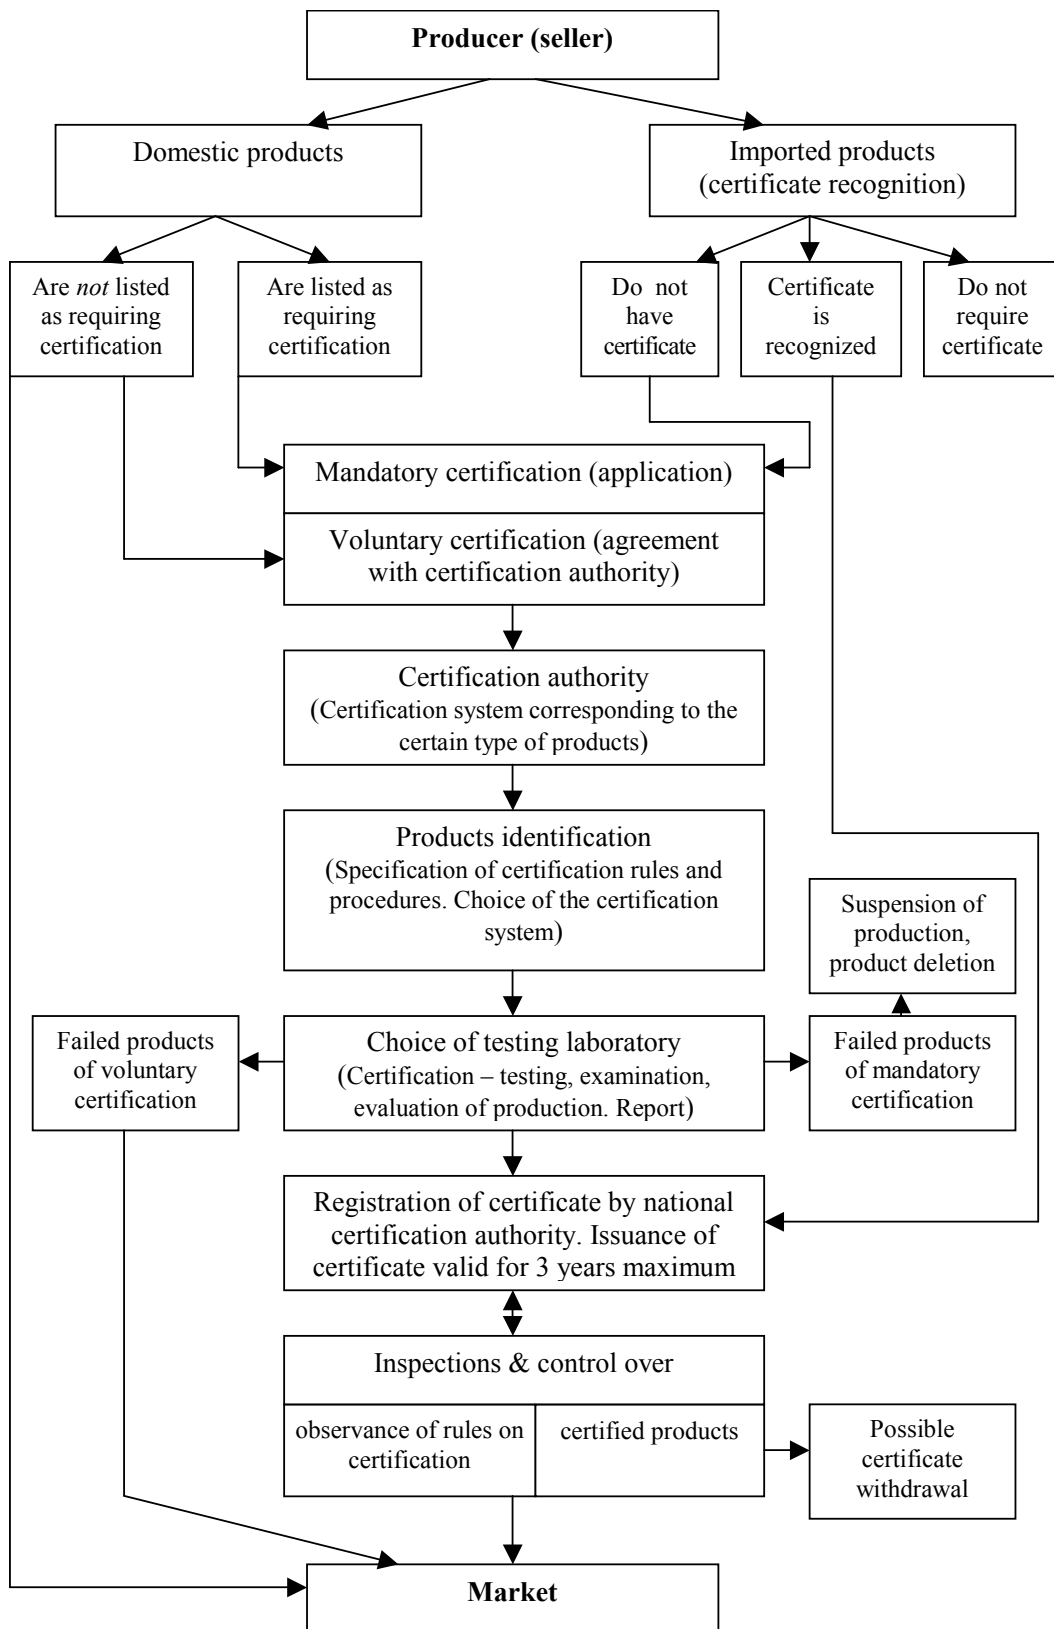 Producer (seller)
Domestic products
Imported products
(certificate recognition)
Are not listed
as requiring
certification
Are listed as
requiring
certification
Do not
have
certificate
Certificate
is
recognized
Do not
require
certificate
Mandatory certification (application)
Voluntary certification (agreement
with certification authority)
Certification authority
(Certification system corresponding to the
certain type of products)
Products identification
(Specification of certification rules and
procedures. Choice of the certification
system)
Suspension of
production,
product deletion
Failed products
of voluntary
certification
Choice of testing laboratory
(Certification – testing, examination,
evaluation of production. Report)
Failed products
of mandatory
certification
Registration of certificate by national
certification authority. Issuance of
certificate valid for 3 years maximum
Inspections & control over
observance of rules on
certification
certified products
Possible
certificate
withdrawal
Market